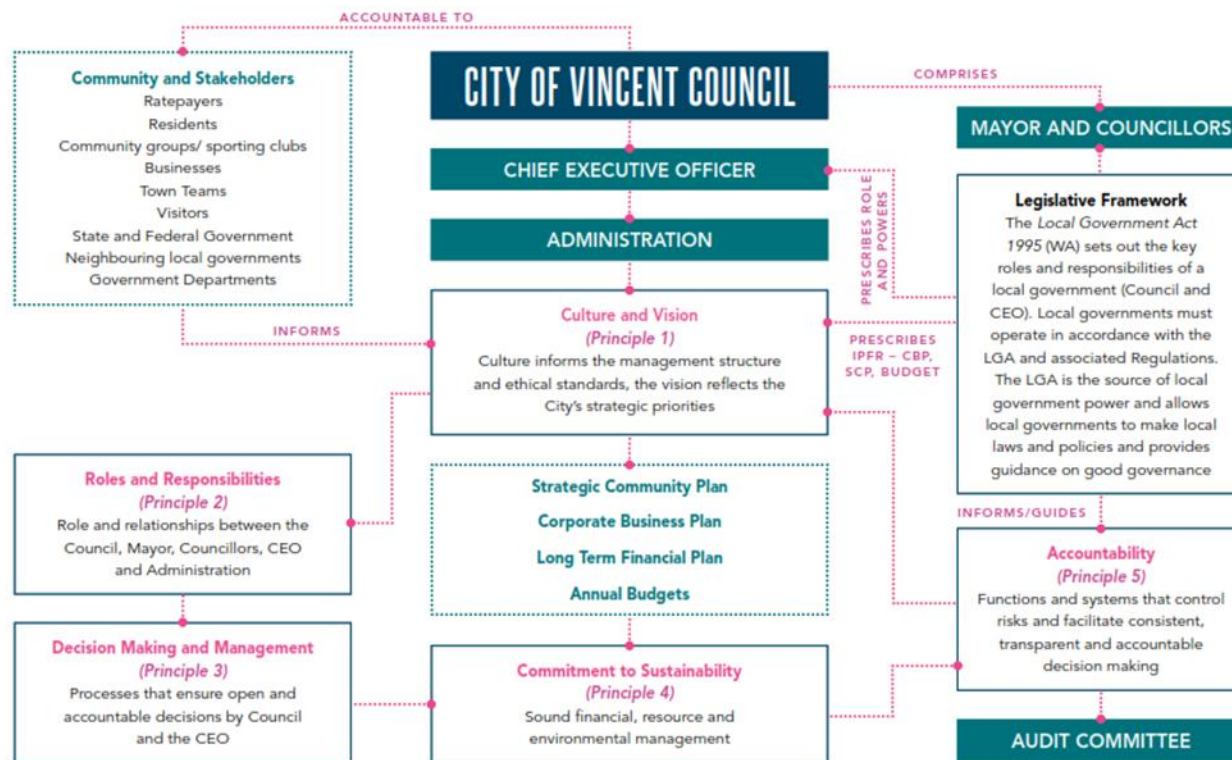 ACCOUNTABLE TO
Community and Stakeholders
Ratepayers
Residents
Community groups/ sporting clubs
Businesses
Town Teams
Visitors
State and Federal Government
Neighbouring local governments
Government Departments
CITY OF VINCENT COUNCIL
COMPRISES
MAYOR AND COUNCILLORS
CHIEF EXECUTIVE OFFICER
ADMINISTRATION
PRESCRIBES ROLE
AND POWERS
Legislative Framework
The Local Government Act
1995 (WA) sets out the key
roles and responsibilities of a
local government (Council and
CEO). Local governments must
operate in accordance with the
LGA and associated Regulations.
The LGA is the source of local
government power and allows
local governments to make local
laws and policies and provides
guidance on good governance
INFORMS
Culture and Vision
(Principle 1)
Culture informs the management structure
and ethical standards, the vision reflects the
City's strategic priorities
PRESCRIBES
IPFR – CBP,
SCP, BUDGET
Roles and Responsibilities
(Principle 2)
Role and relationships between the
Council, Mayor, Councillors, CEO
and Administration
Strategic Community Plan
Corporate Business Plan
Long Term Financial Plan
Annual Budgets
INFORMS/GUIDES
Accountability
(Principle 5)
Functions and systems that control
risks and facilitate consistent,
transparent and accountable
decision making
Decision Making and Management
(Principle 3)
Processes that ensure open and
accountable decisions by Council
and the CEO
Commitment to Sustainability
(Principle 4)
Sound financial, resource and
environmental management
AUDIT COMMITTEE